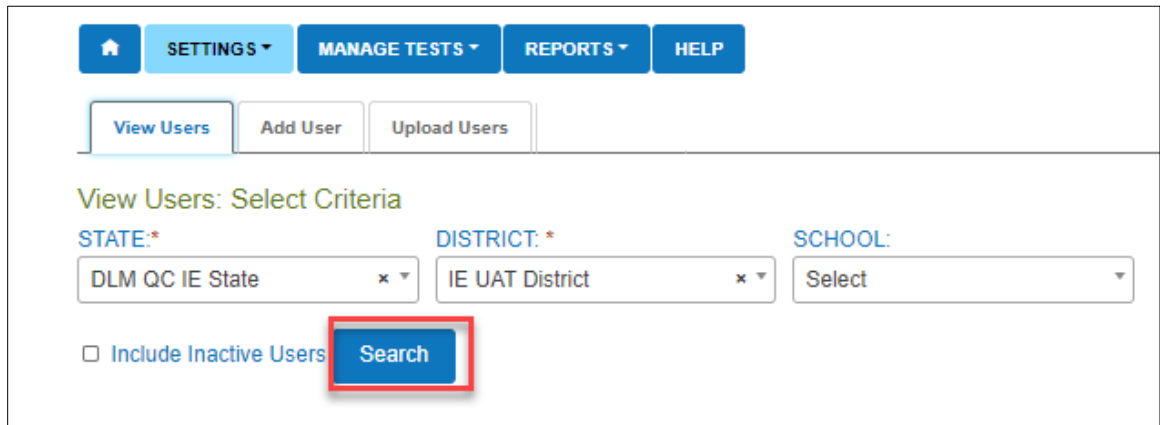 SETTINGS MANAGE TESTS REPORTS HELP
View Users Add User Upload Users
View Users: Select Criteria
STATE:* DISTRICT: * SCHOOL:
DLM QC IE State × IE UAT District × Select
Include Inactive Users Search